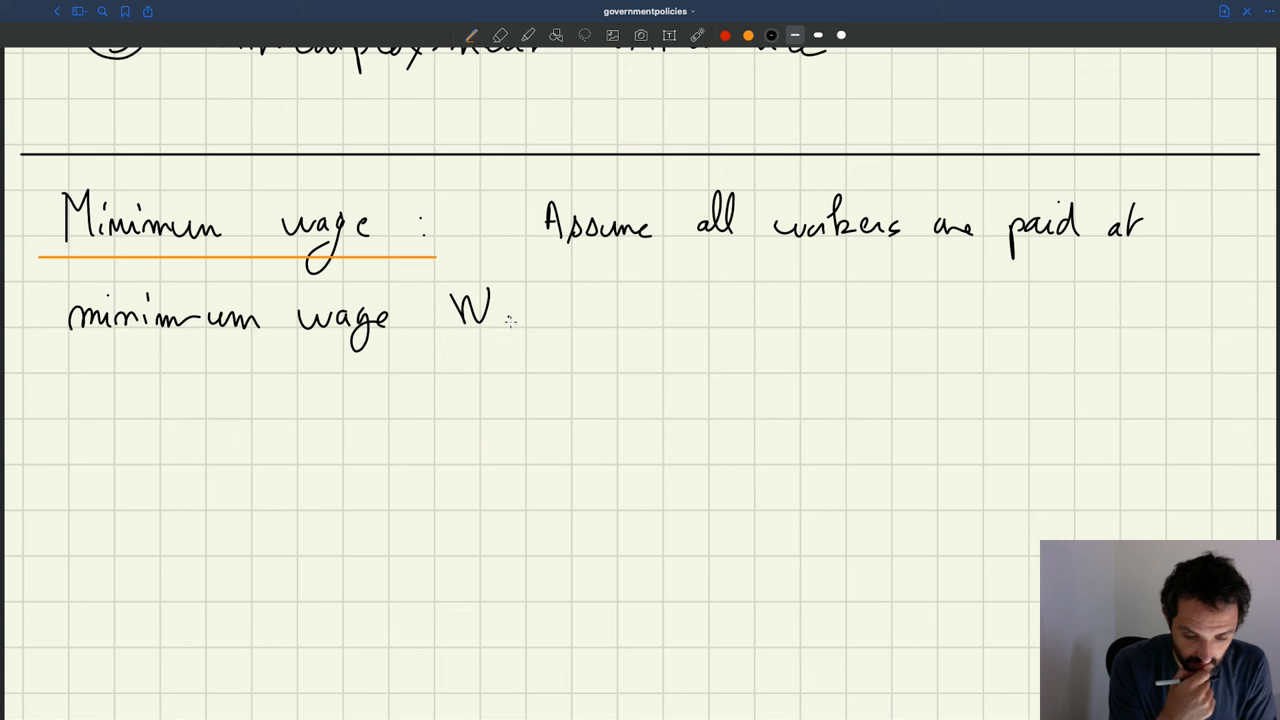 governmentpolicies
Minimum wage : Assume all workers are paid at
minimum wage W.